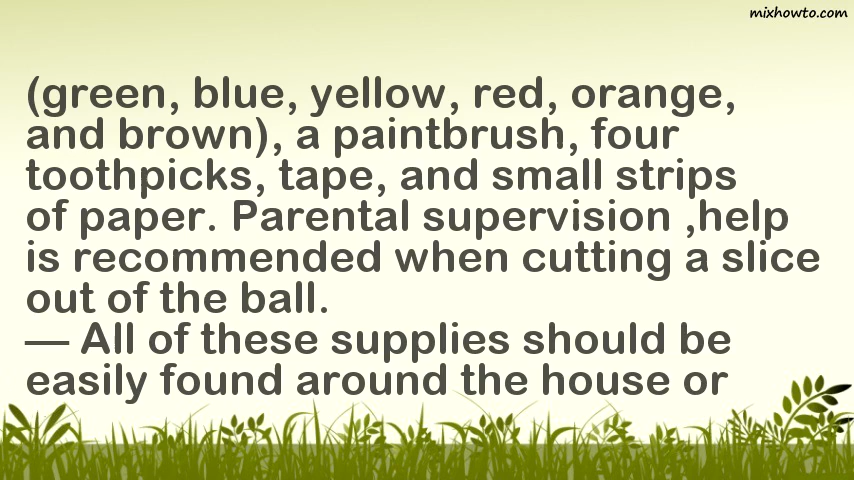 mixhowto.com
(green, blue, yellow, red, orange,
and brown), a paintbrush, four
toothpicks, tape, and small strips
of paper. Parental supervision ,help
is recommended when cutting a slice
out of the ball.
— All of these supplies should be
easily found around the house or